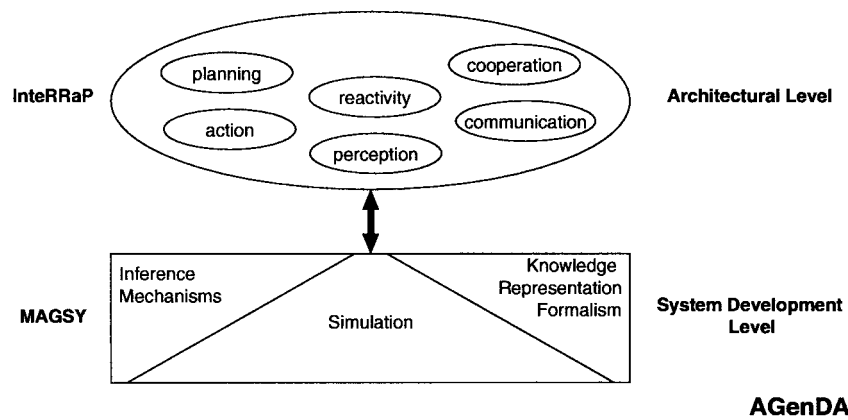 planning
cooperation
InteRRaP
reactivity
Architectural Level
action
communication
perception
Inference
Mechanisms
Knowledge
Representation
Formalism
MAGSY
Simulation
System Development
Level
AGenDA